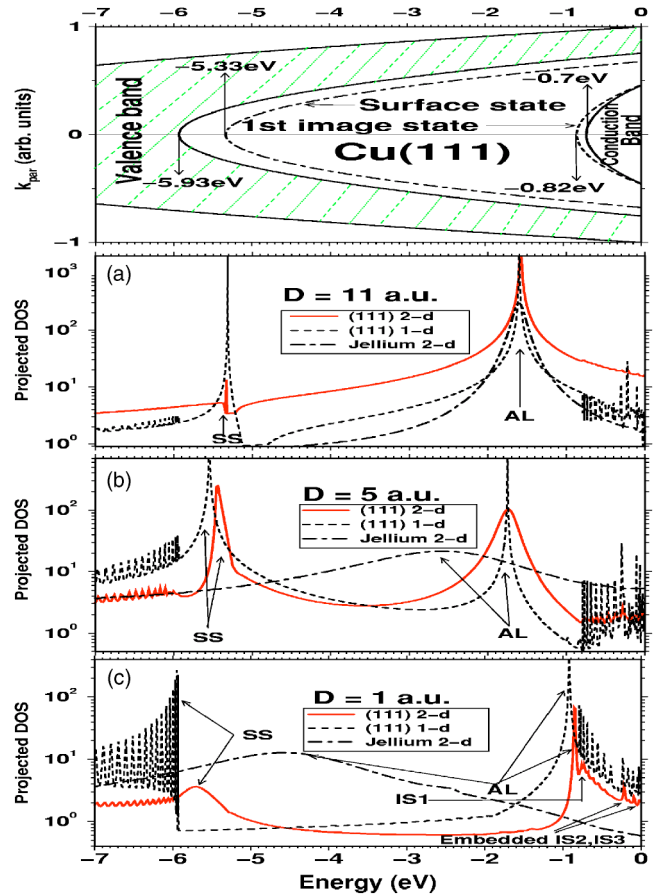 −7 −6 −5 −4 −3 −2 −1 0
1
0
−1
k_par (arb. units)
Valence band
−5.33eV
−0.7eV
Surface state
1st image state
Cu(111)
Conduction
Band
−5.93eV
−0.82eV
(a)
D = 11 a.u.
(111) 2−d
(111) 1−d
Jellium 2−d
10³
10²
10¹
10⁰
Projected DOS
SS
AL
(b)
D = 5 a.u.
(111) 2−d
(111) 1−d
Jellium 2−d
10²
10¹
10⁰
Projected DOS
SS
AL
(c)
D = 1 a.u.
(111) 2−d
(111) 1−d
Jellium 2−d
10²
10¹
10⁰
Projected DOS
SS
AL
IS1
Embedded IS2,IS3
−7 −6 −5 −4 −3 −2 −1 0
Energy (eV)